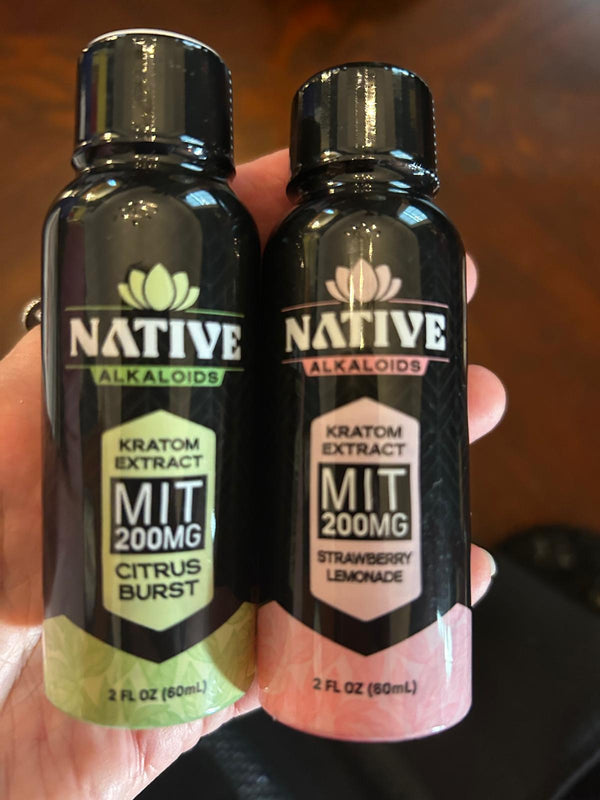 NATIVE
ALKALOIDS
KRATOM
EXTRACT
MIT
200MG
CITRUS
BURST
2 FL OZ (60mL)
NATIVE
ALKALOIDS
KRATOM
EXTRACT
MIT
200MG
STRAWBERRY
LEMONADE
2 FL OZ (60mL)